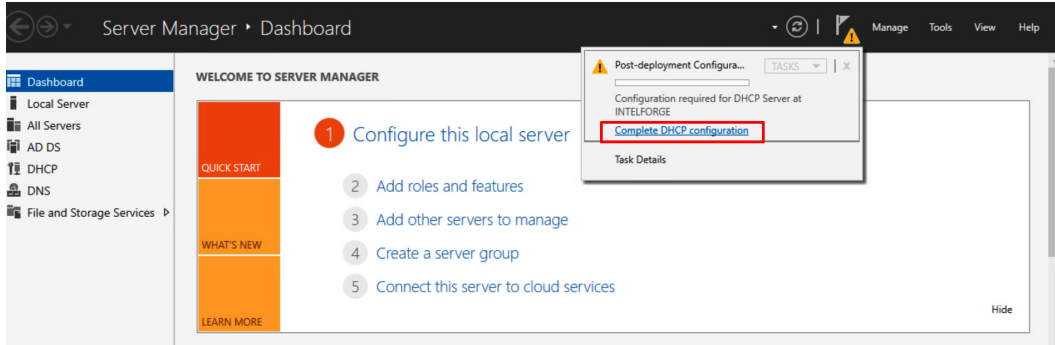 Server Manager ‣ Dashboard
Manage Tools View Help
Dashboard
Local Server
All Servers
AD DS
DHCP
DNS
File and Storage Services
WELCOME TO SERVER MANAGER
QUICK START
WHAT'S NEW
LEARN MORE
1 Configure this local server
2 Add roles and features
3 Add other servers to manage
4 Create a server group
5 Connect this server to cloud services
Hide
Post-deployment Configura... TASKS X
Configuration required for DHCP Server at
INTELFORGE
Complete DHCP configuration
Task Details